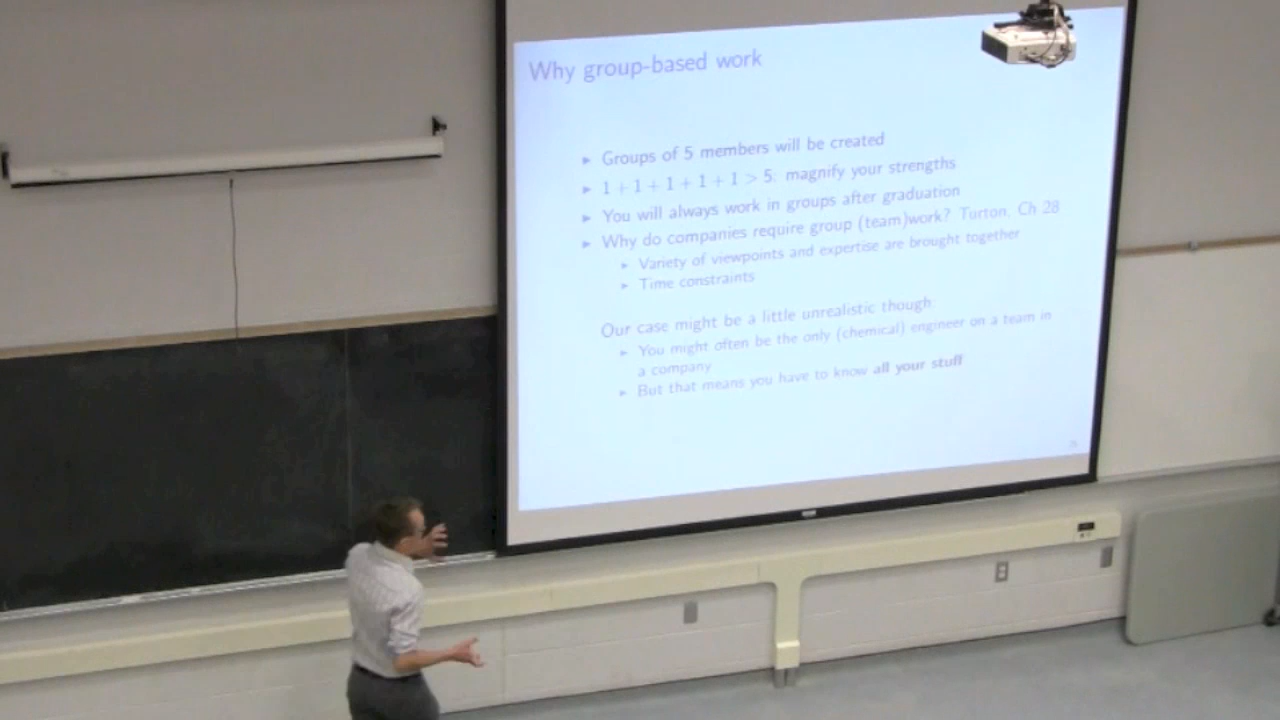 Why group-based work
▸ Groups of 5 members will be created
▸ 1 + 1 + 1 + 1 + 1 > 5: magnify your strengths
▸ You will always work in groups after graduation
▸ Why do companies require group (team)work? Turton, Ch 28
▸ Variety of viewpoints and expertise are brought together
▸ Time constraints
Our case might be a little unrealistic though:
▸ You might often be the only (chemical) engineer on a team in
a company
▸ But that means you have to know all your stuff